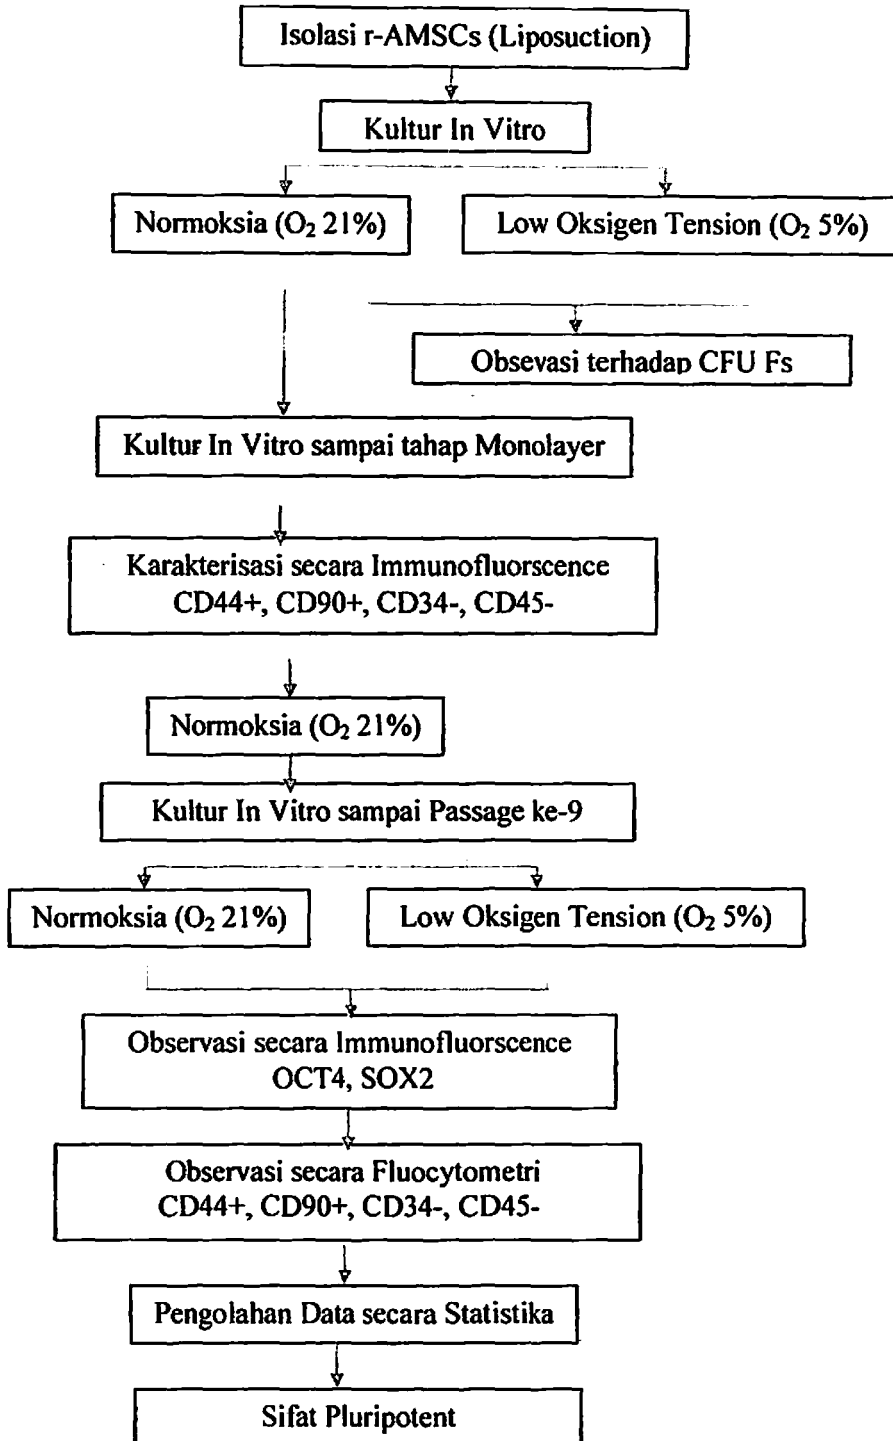 Isolasi r-AMSCs (Liposuction)
Kultur In Vitro
Normoksia (O₂ 21%)
Low Oksigen Tension (O₂ 5%)
Obsevasi terhadap CFU Fs
Kultur In Vitro sampai tahap Monolayer
Karakterisasi secara Immunofluorscence
CD44+, CD90+, CD34-, CD45-
Normoksia (O₂ 21%)
Kultur In Vitro sampai Passage ke-9
Normoksia (O₂ 21%)
Low Oksigen Tension (O₂ 5%)
Observasi secara Immunofluorscence
OCT4, SOX2
Observasi secara Fluocytometri
CD44+, CD90+, CD34-, CD45-
Pengolahan Data secara Statistika
Sifat Pluripotent